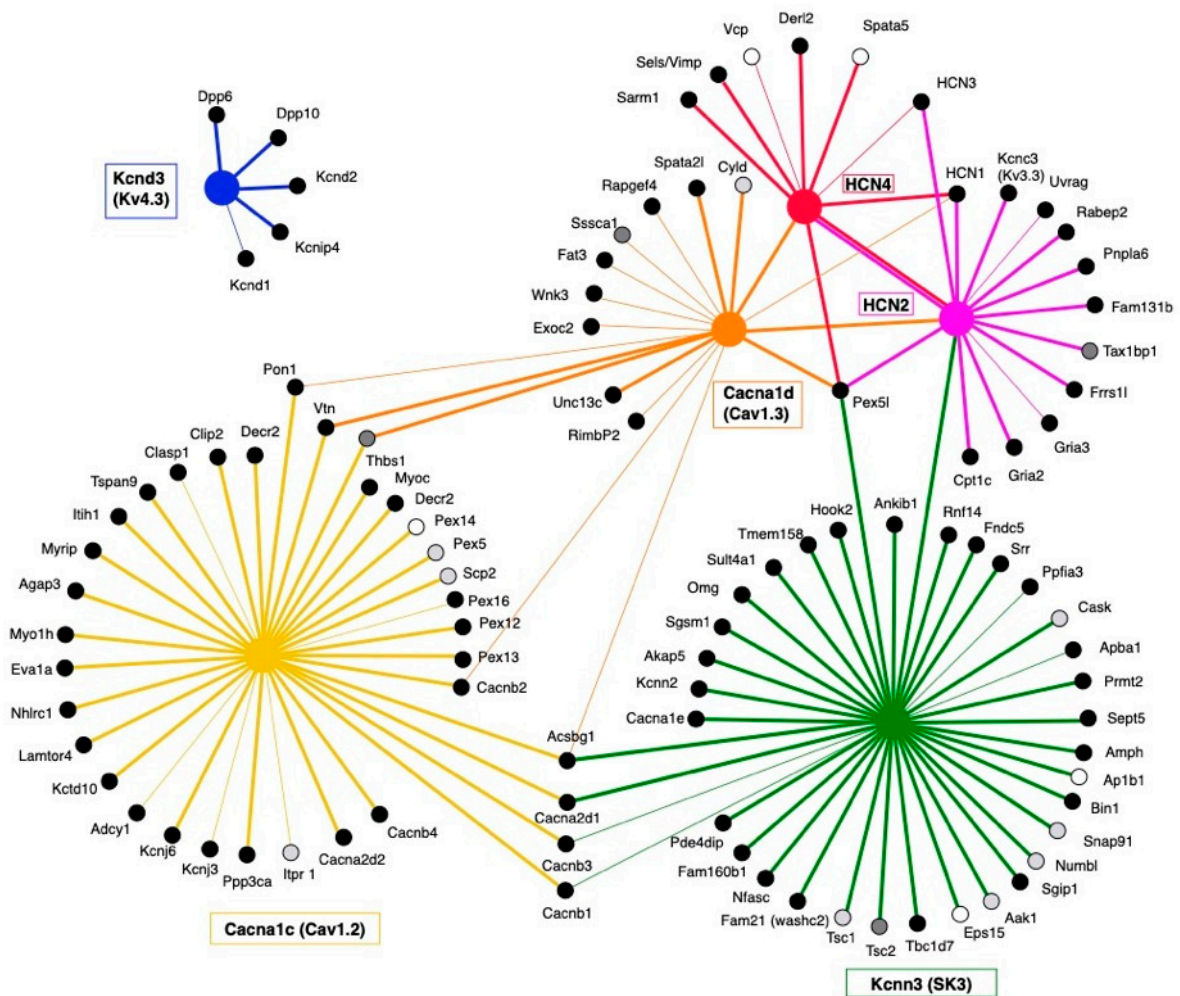 Dpp6
Dpp10
Kcnd3
(Kv4.3)
Kcnd2
Kcnip4
Kcnd1
Vcp
Derl2
Spata5
Sels/Vimp
Sarm1
HCN3
Spata2l
Cyld
HCN4
HCN1
Kcnc3
(Kv3.3)
Uvrag
Rapgef4
Rabep2
Sssca1
Fat3
Pnpla6
Wnk3
HCN2
Fam131b
Exoc2
Tax1bp1
Pon1
Unc13c
Cacna1d
(Cav1.3)
Pex5l
Frrs1l
Vtn
RimbP2
Gria3
Clip2
Decr2
Gria2
Cpt1c
Clasp1
Thbs1
Tspan9
Myoc
Decr2
Itih1
Pex14
Myrip
Pex5
Scp2
Agap3
Pex16
Myo1h
Pex12
Eva1a
Pex13
Cacnb2
Nhlrc1
Lamtor4
Kctd10
Adcy1
Kcnj6
Kcnj3
Ppp3ca
Itpr 1
Cacna2d2
Cacnb4
Acsbg1
Cacna2d1
Cacnb3
Cacnb1
Cacna1c (Cav1.2)
Hook2
Ankib1
Rnf14
Fndc5
Tmem158
Srr
Sult4a1
Ppfia3
Omg
Cask
Sgsm1
Apba1
Akap5
Prmt2
Kcnn2
Cacna1e
Sept5
Amph
Ap1b1
Bin1
Pde4dip
Snap91
Fam160b1
Numbl
Nfasc
Sgip1
Fam21 (washc2)
Aak1
Tsc1
Eps15
Tsc2
Tbc1d7
Kcnn3 (SK3)